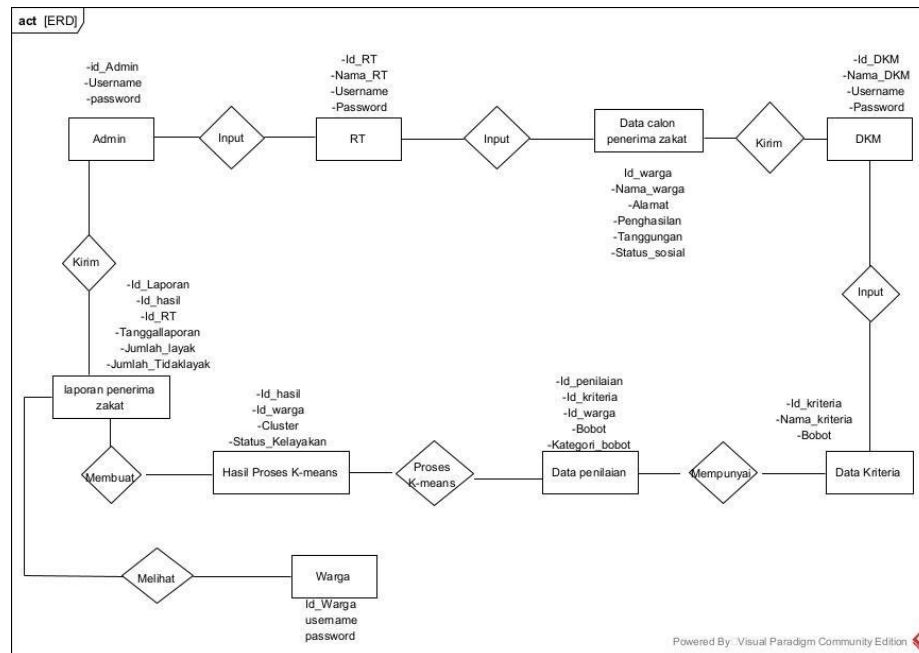 act [ERD]
-id_Admin
-Username
-password
Admin
Input
-Id_RT
-Nama_RT
-Username
-Password
RT
Input
Data calon
penerima zakat
Id_warga
-Nama_warga
-Alamat
-Penghasilan
-Tanggungan
-Status_sosial
Kirim
-Id_DKM
-Nama_DKM
-Username
-Password
DKM
Kirim
Input
-Id_Laporan
-Id_hasil
-Id_RT
-Tanggallaporan
-Jumlah_layak
-Jumlah_Tidaklayak
laporan penerima
zakat
Membuat
-Id_hasil
-Id_warga
-Cluster
-Status_Kelayakan
Hasil Proses K-means
Proses
K-means
-Id_penilaian
-Id_kriteria
-Id_warga
-Bobot
-Kategori_bobot
Data penilaian
Mempunyai
-Id_kriteria
-Nama_kriteria
-Bobot
Data Kriteria
Melihat
Warga
Id_Warga
username
password
Powered By Visual Paradigm Community Edition